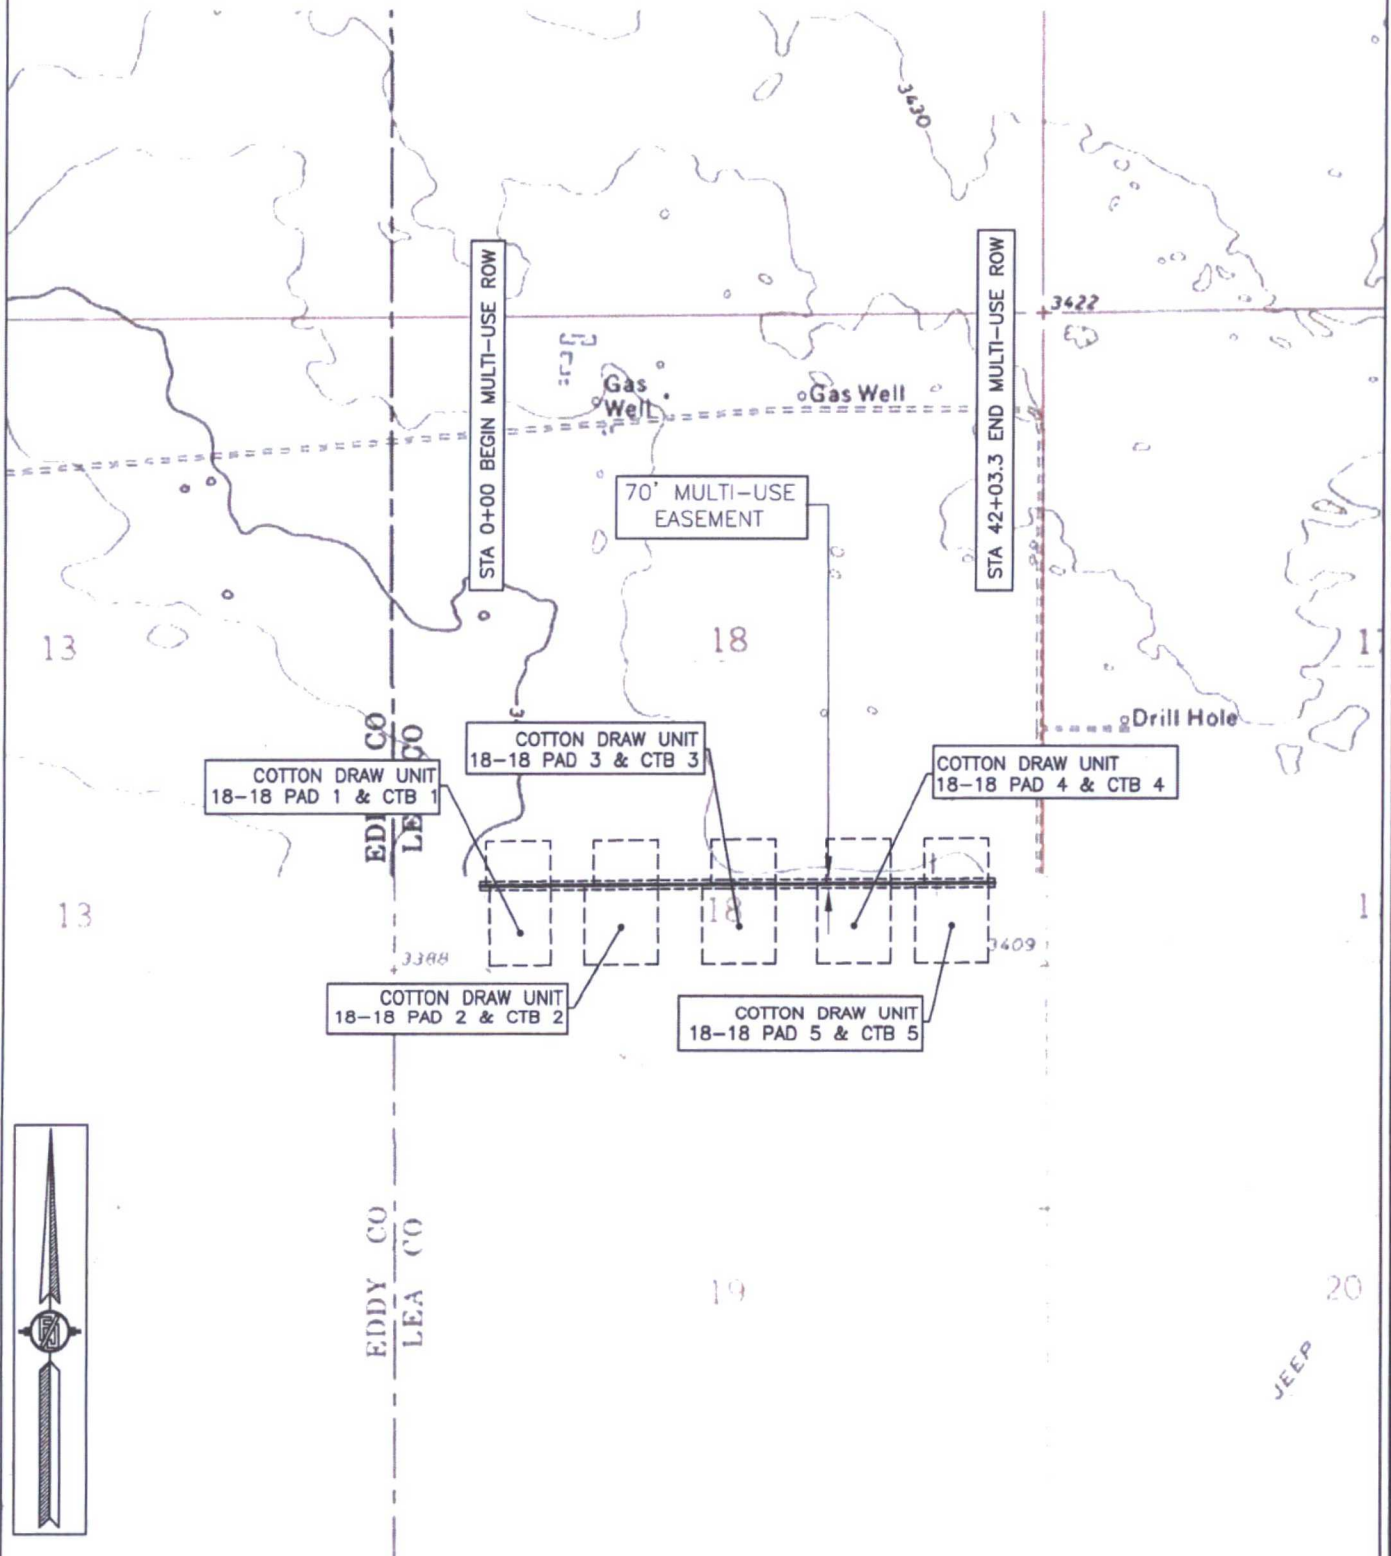 3430
3422
STA 0+00 BEGIN MULTI-USE ROW
STA 42+03.3 END MULTI-USE ROW
Gas
Well
Gas Well
70' MULTI-USE
EASEMENT
13
18
Drill Hole
CO
CO
COTTON DRAW UNIT
18-18 PAD 3 & CTB 3
COTTON DRAW UNIT
18-18 PAD 1 & CTB 1
COTTON DRAW UNIT
18-18 PAD 4 & CTB 4
13
18
3388
3409
COTTON DRAW UNIT
18-18 PAD 2 & CTB 2
COTTON DRAW UNIT
18-18 PAD 5 & CTB 5
EDDY CO
LEA CO
19
20
JEEP